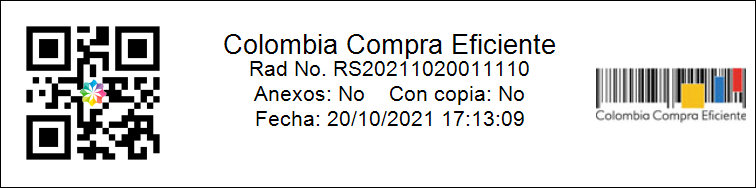 Colombia Compra Eficiente
Rad No. RS20211020011110
Anexos: No Con copia: No
Fecha: 20/10/2021 17:13:09
Colombia Compra Eficiente